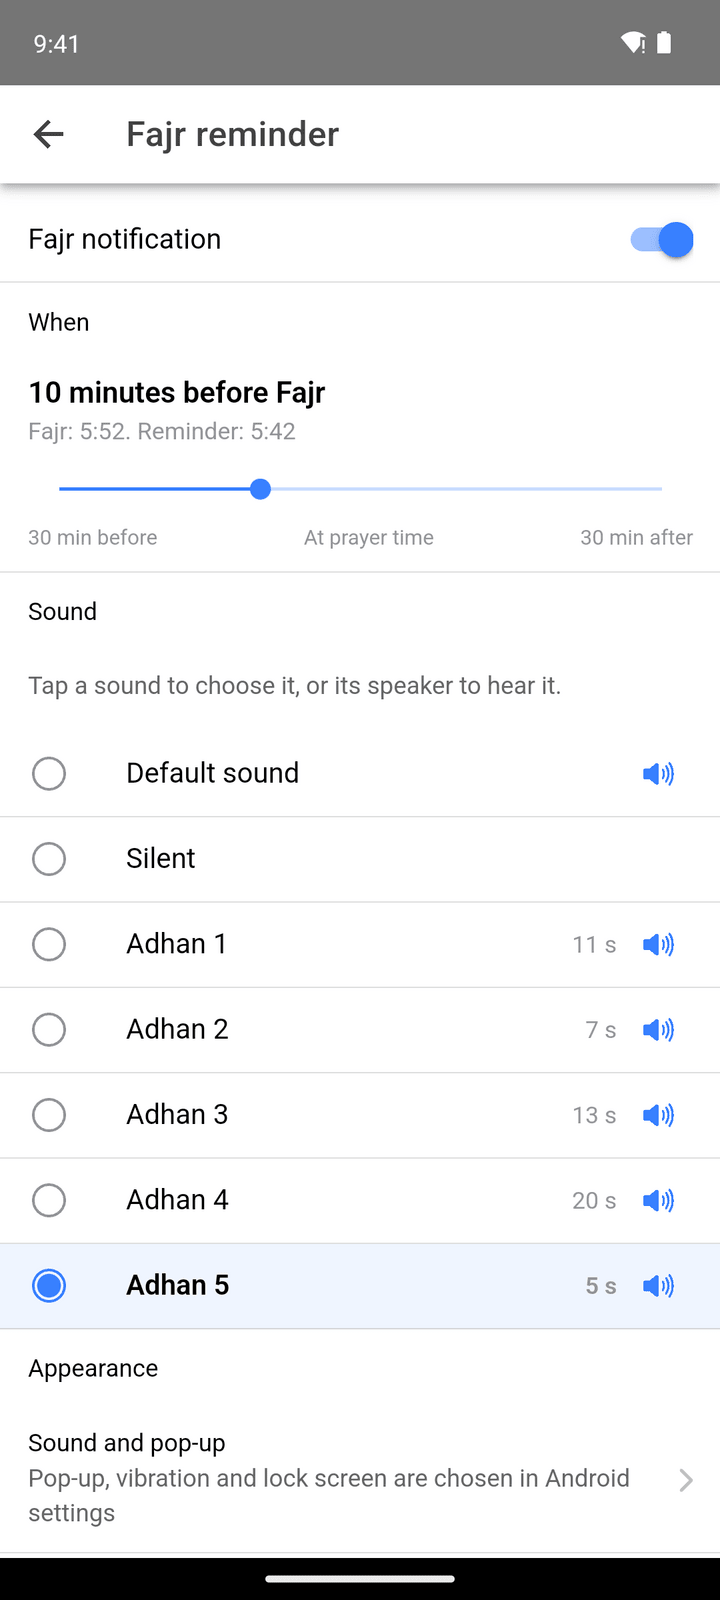 9:41
Fajr reminder
Fajr notification
When
10 minutes before Fajr
Fajr: 5:52. Reminder: 5:42
30 min before At prayer time 30 min after
Sound
Tap a sound to choose it, or its speaker to hear it.
Default sound
Silent
Adhan 1 11 s
Adhan 2 7 s
Adhan 3 13 s
Adhan 4 20 s
Adhan 5 5 s
Appearance
Sound and pop-up
Pop-up, vibration and lock screen are chosen in Android
settings